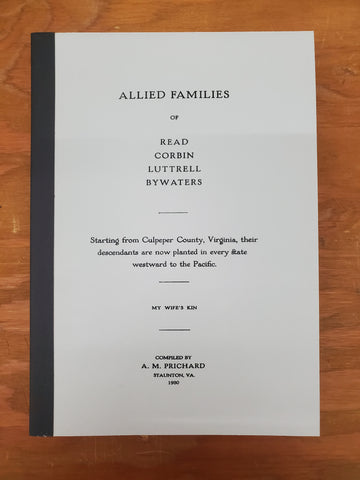 ALLIED FAMILIES
OF
READ
CORBIN
LUTTRELL
BYWATERS
Starting from Culpeper County, Virginia, their
descendants are now planted in every state
westward to the Pacific.
MY WIFE'S KIN
COMPILED BY
A. M. PRICHARD
STAUNTON, VA.
1930